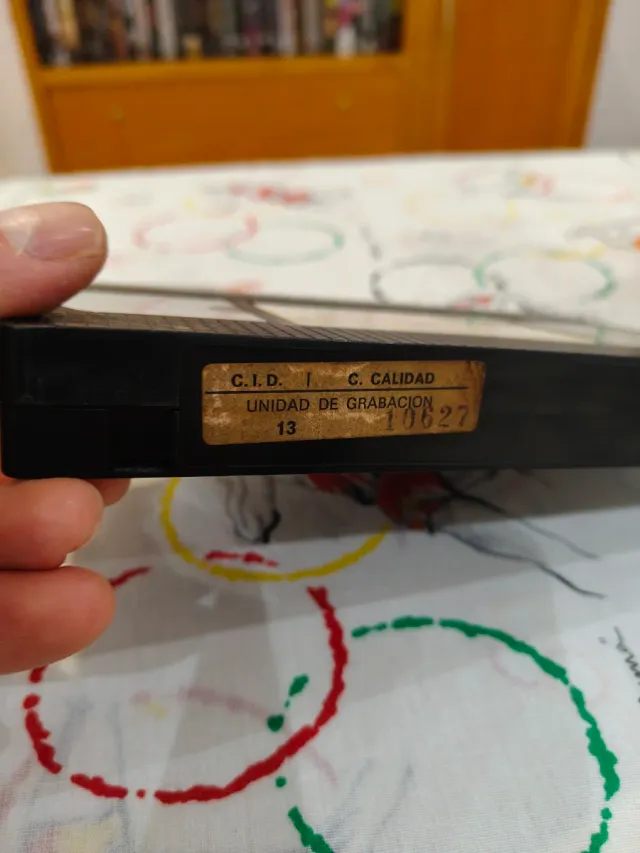 C.I.D. | C. CALIDAD
UNIDAD DE GRABACION
13 10627